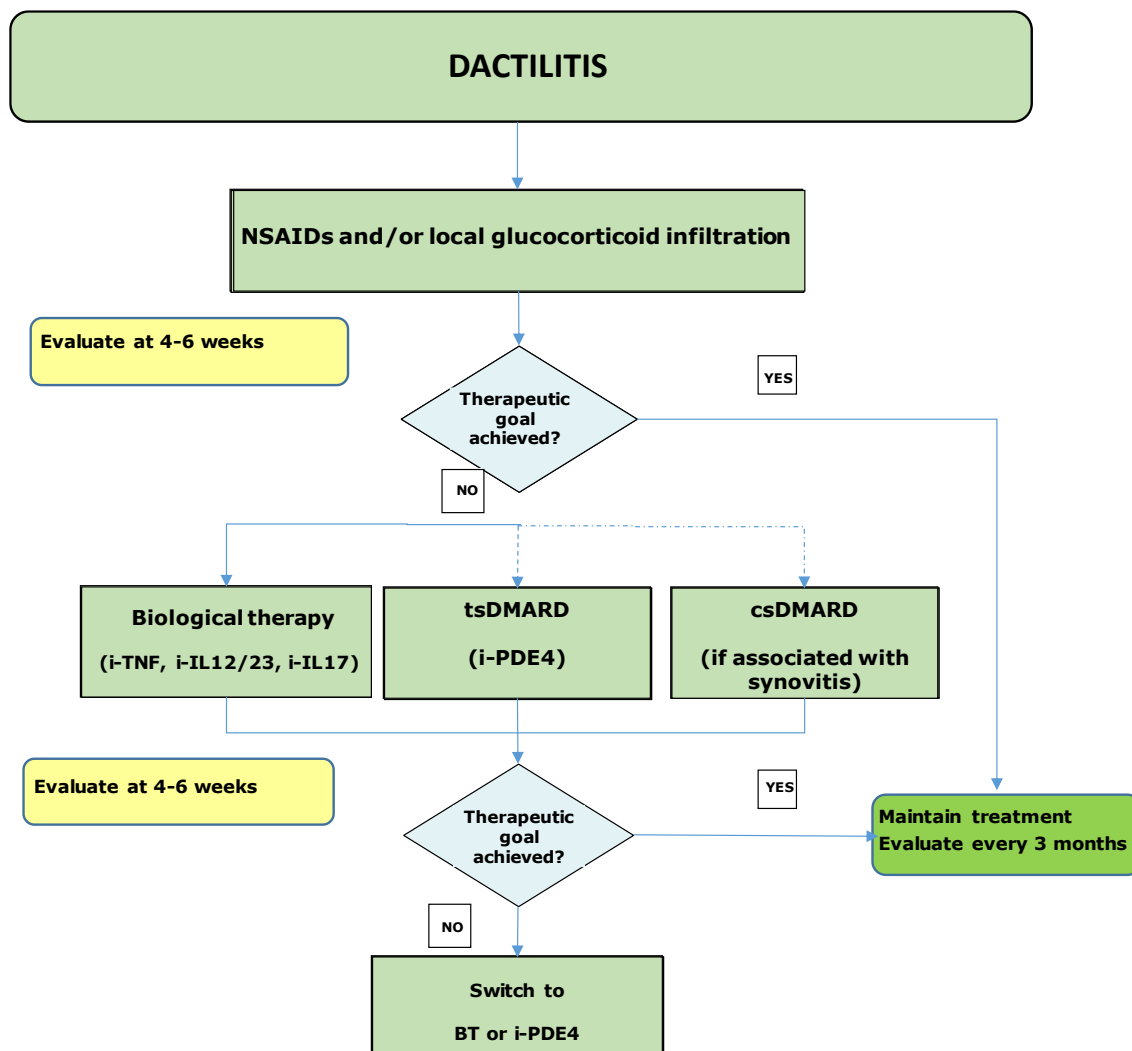 DACTILITIS
NSAIDs and/or local glucocorticoid infiltration
Evaluate at 4-6 weeks
YES
Therapeutic
goal
achieved?
NO
Biological therapy
(i-TNF, i-IL12/23, i-IL17)
tsDMARD
(i-PDE4)
csDMARD
(if associated with
synovitis)
Evaluate at 4-6 weeks
YES
Therapeutic
goal
achieved?
Maintain treatment
Evaluate every 3 months
NO
Switch to
BT or i-PDE4